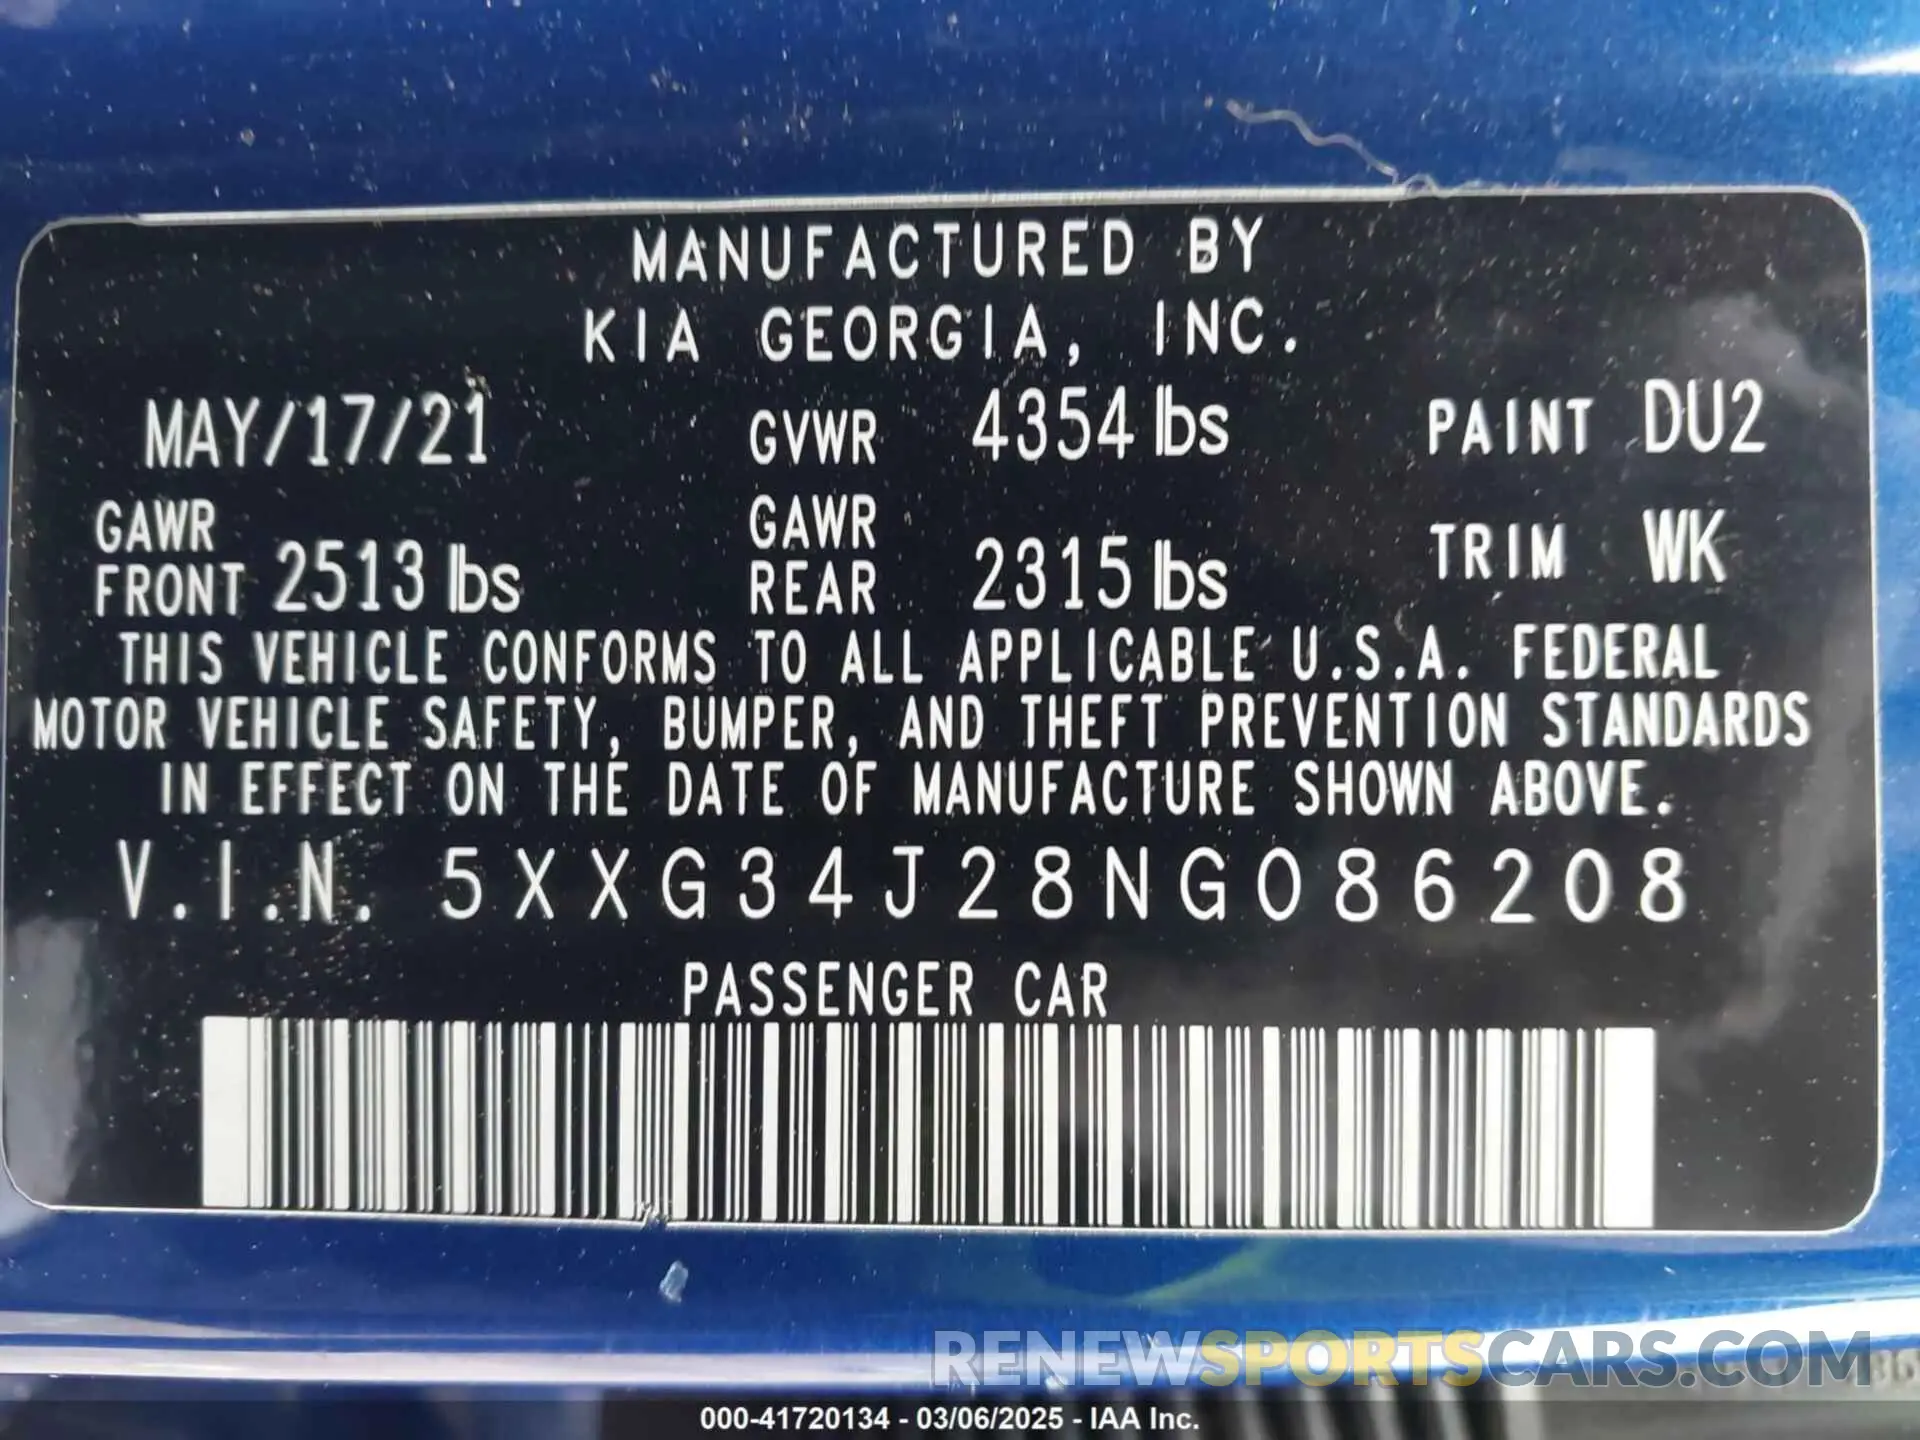 MANUFACTURED BY
KIA GEORGIA, INC.
MAY/17/21 GVWR 4354 lbs PAINT DU2
GAWR FRONT 2513 lbs GAWR REAR 2315 lbs TRIM WK
THIS VEHICLE CONFORMS TO ALL APPLICABLE U.S.A. FEDERAL
MOTOR VEHICLE SAFETY, BUMPER, AND THEFT PREVENTION STANDARDS
IN EFFECT ON THE DATE OF MANUFACTURE SHOWN ABOVE.
V.I.N. 5XXG34J28NG086208
PASSENGER CAR
RENEWSPORTSCARS.COM
000-41720134 - 03/06/2025 - IAA Inc.